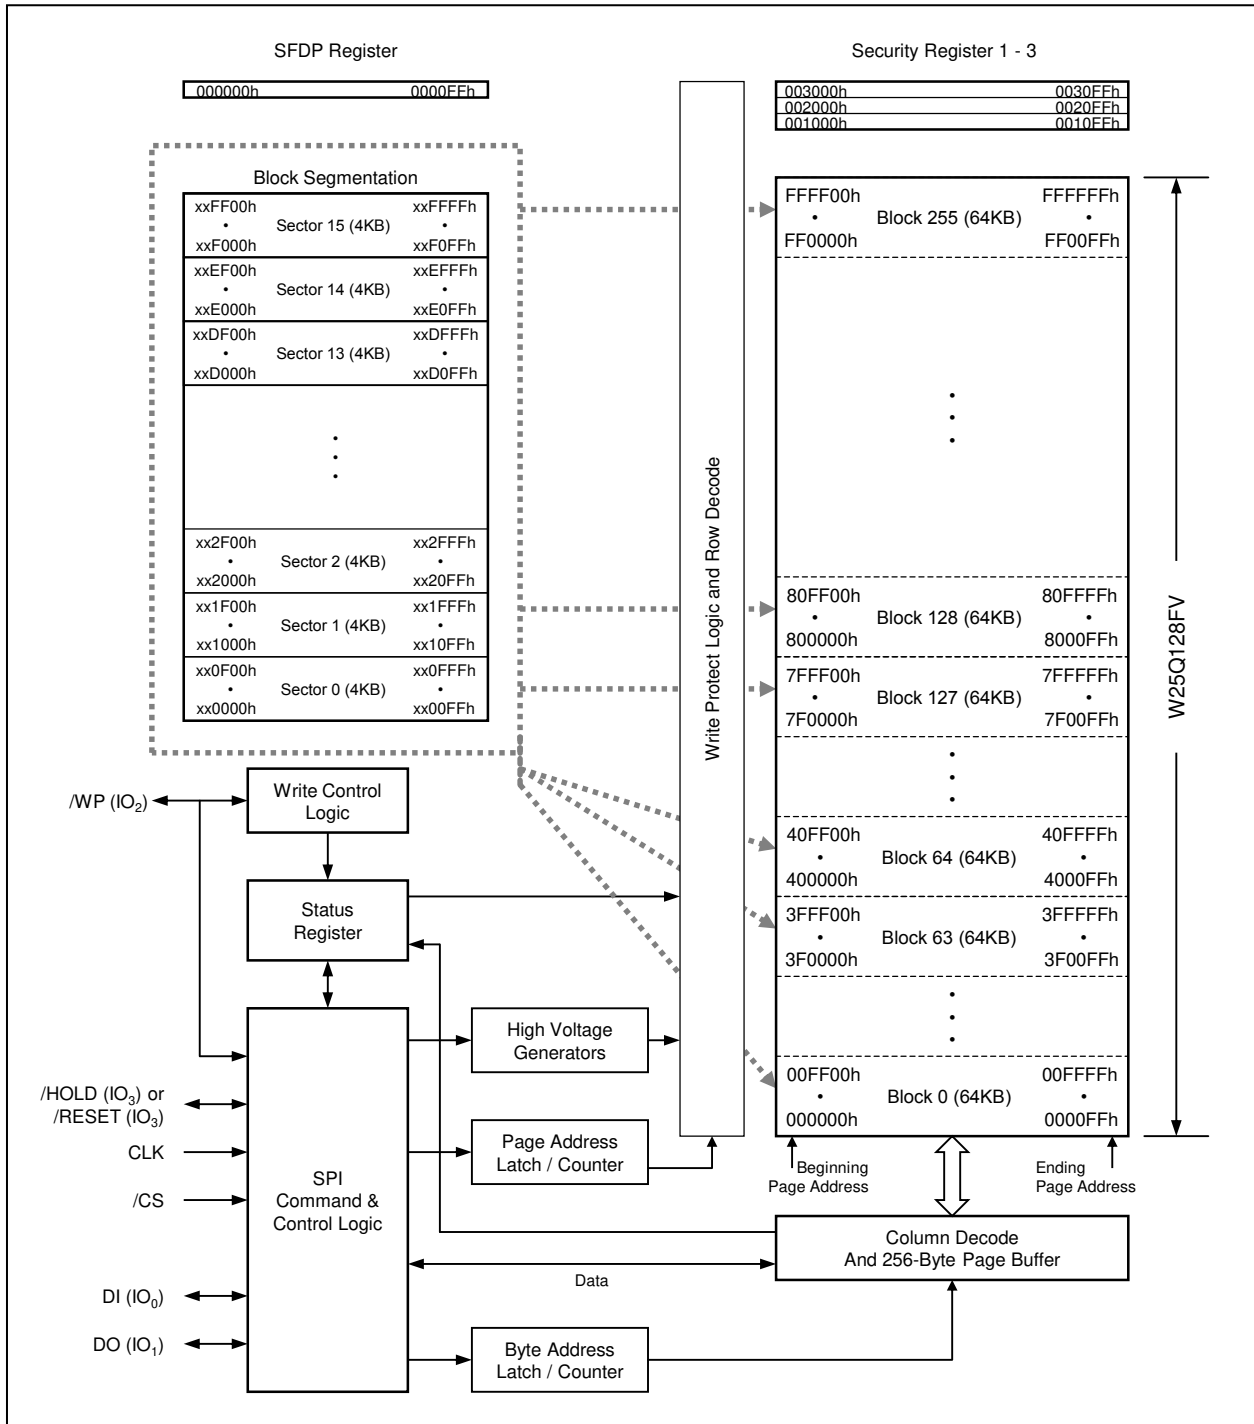 SFDP Register
000000h 0000FFh
Security Register 1 - 3
003000h 0030FFh
002000h 0020FFh
001000h 0010FFh
Block Segmentation
xxFF00h xxFFFFh
• Sector 15 (4KB) •
xxF000h xxF0FFh
xxEF00h xxEFFFh
• Sector 14 (4KB) •
xxE000h xxE0FFh
xxDF00h xxDFFFh
• Sector 13 (4KB) •
xxD000h xxD0FFh
xx2F00h xx2FFFh
• Sector 2 (4KB) •
xx2000h xx20FFh
xx1F00h xx1FFFh
• Sector 1 (4KB) •
xx1000h xx10FFh
xx0F00h xx0FFFh
• Sector 0 (4KB) •
xx0000h xx00FFh
Write Protect Logic and Row Decode
FFFF00h FFFFFFh
• Block 255 (64KB) •
FF0000h FF00FFh
80FF00h 80FFFFh
• Block 128 (64KB) •
800000h 8000FFh
7FFF00h 7FFFFFh
• Block 127 (64KB) •
7F0000h 7F00FFh
40FF00h 40FFFFh
• Block 64 (64KB) •
400000h 4000FFh
3FFF00h 3FFFFFh
• Block 63 (64KB) •
3F0000h 3F00FFh
00FF00h 00FFFFh
• Block 0 (64KB) •
000000h 0000FFh
W25Q128FV
Beginning
Page Address
Ending
Page Address
/WP (IO2)
Write Control
Logic
Status
Register
High Voltage
Generators
/HOLD (IO3) or
/RESET (IO3)
CLK
/CS
DI (IO0)
DO (IO1)
SPI
Command &
Control Logic
Page Address
Latch / Counter
Column Decode
And 256-Byte Page Buffer
Data
Byte Address
Latch / Counter